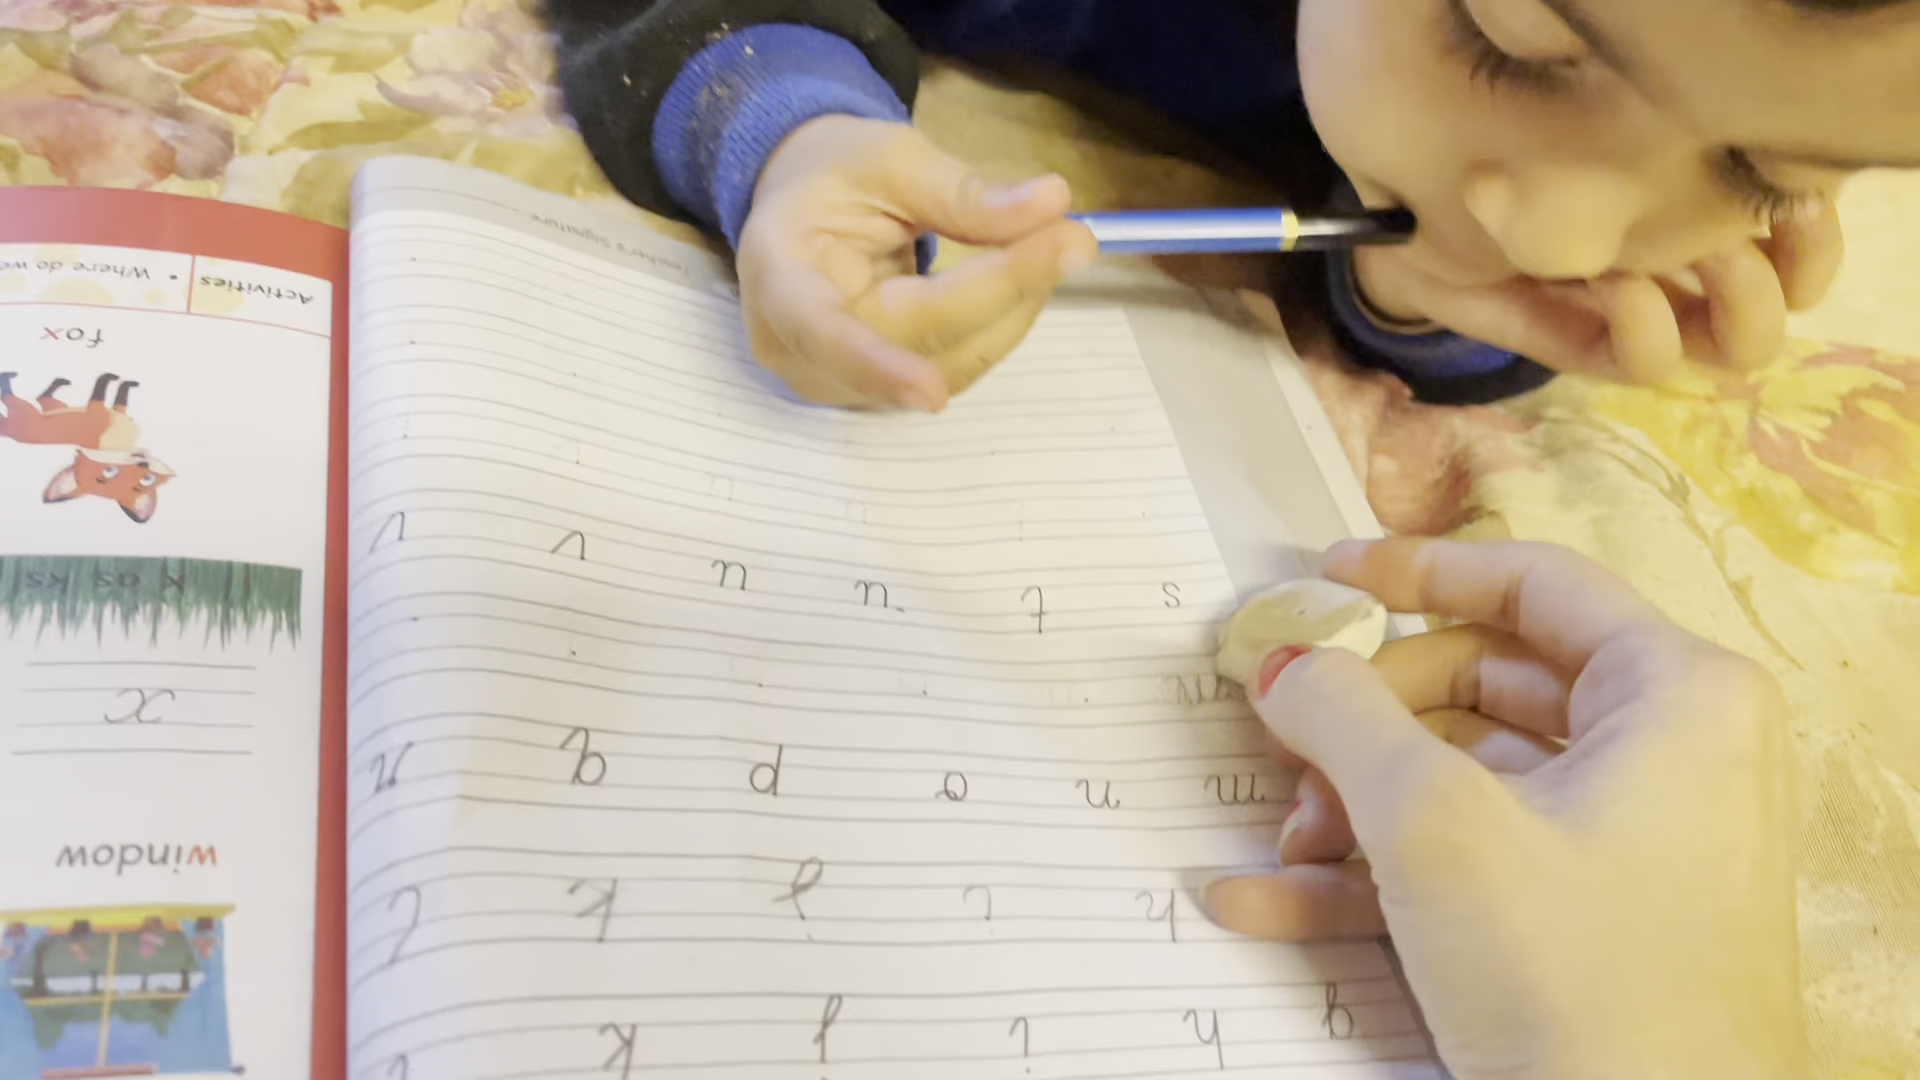 g h i j k l
h i j k l
m n o p q r
s t u u v v
Teacher's Signature
window
x
x as ks
fox
Activities • Where do we